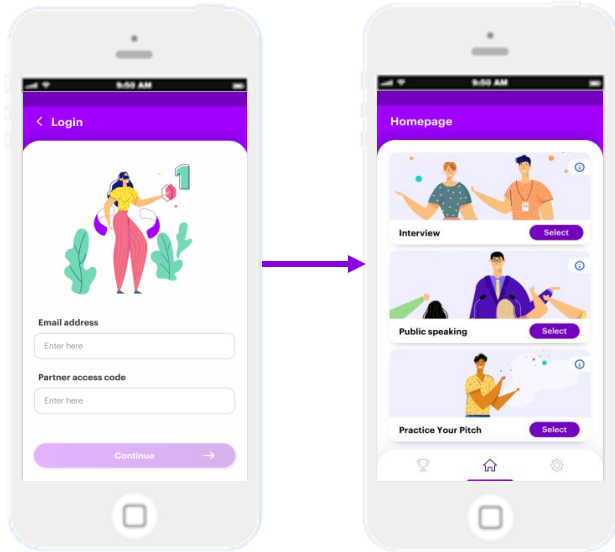 9:50 AM
Login
1
Email address
Enter here
Partner access code
Enter here
Continue
9:50 AM
Homepage
Interview
Select
Public speaking
Select
Practice Your Pitch
Select